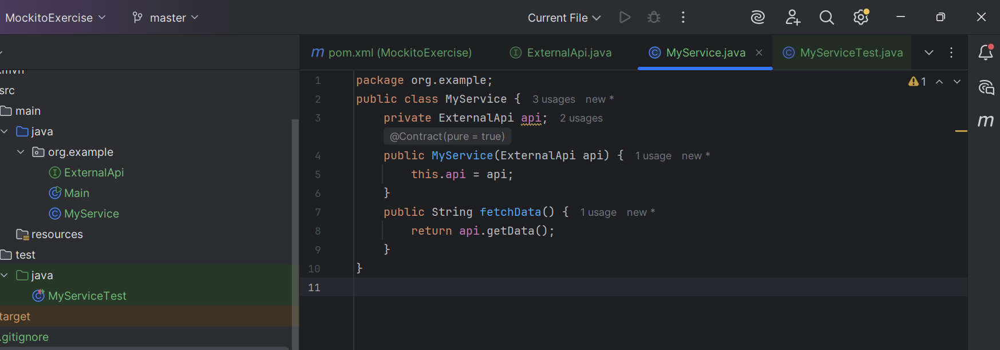 MockitoExercise
master
Current File
pom.xml (MockitoExercise)
ExternalApi.java
MyService.java
MyServiceTest.java
.mvn
src
main
java
org.example
ExternalApi
Main
MyService
resources
test
java
MyServiceTest
target
.gitignore
1 package org.example;
2 public class MyService { 3 usages new *
3 private ExternalApi api; 2 usages
@Contract(pure = true)
4 public MyService(ExternalApi api) { 1 usage new *
5 this.api = api;
6 }
7 public String fetchData() { 1 usage new *
8 return api.getData();
9 }
10 }
11
1
m